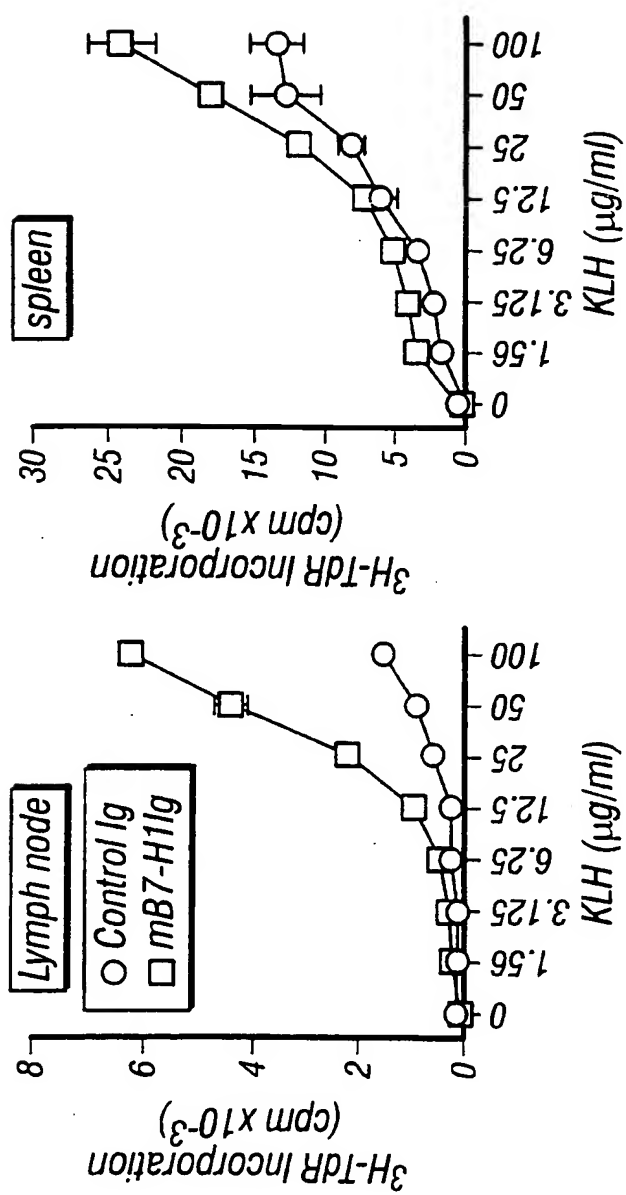 Lymph node
Control Ig
mB7-H1Ig
³H-TdR Incorporation
(cpm x10⁻³)
8
6
4
2
0
0
1.56
3.125
6.25
12.5
25
50
100
KLH (µg/ml)
spleen
³H-TdR Incorporation
(cpm x10⁻³)
30
25
20
15
10
5
0
0
1.56
3.125
6.25
12.5
25
50
100
KLH (µg/ml)